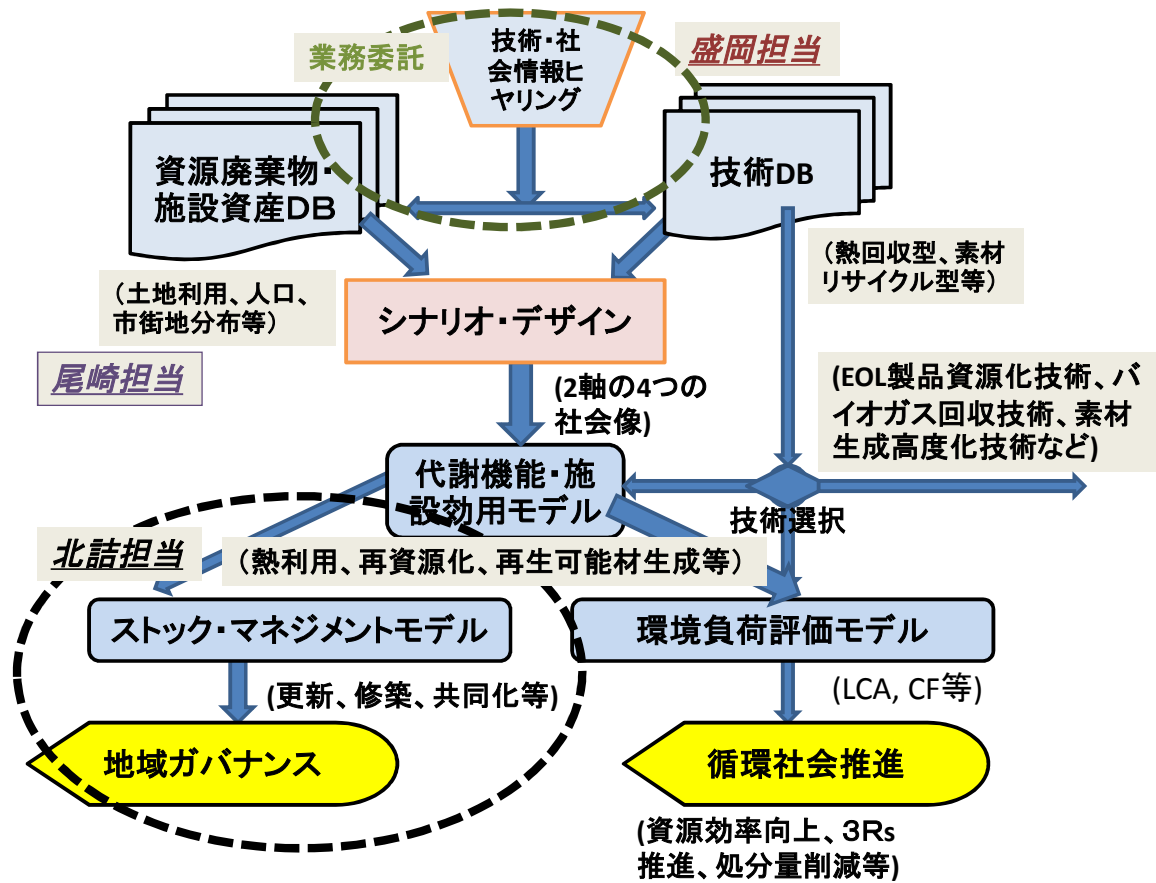 業務委託
技術・社
会情報ヒ
ヤリング
盛岡担当
資源廃棄物・
施設資産DB
技術DB
（熱回収型、素材
リサイクル型等）
（土地利用、人口、
市街地分布等）
シナリオ・デザイン
尾崎担当
(2軸の4つの
社会像)
(EOL製品資源化技術、バ
イオガス回収技術、素材
生成高度化技術など)
代謝機能・施
設効用モデル
技術選択
北詰担当
（熱利用、再資源化、再生可能材生成等）
ストック・マネジメントモデル
環境負荷評価モデル
(更新、修築、共同化等)
(LCA, CF等)
地域ガバナンス
循環社会推進
(資源効率向上、3Rs
推進、処分量削減等)